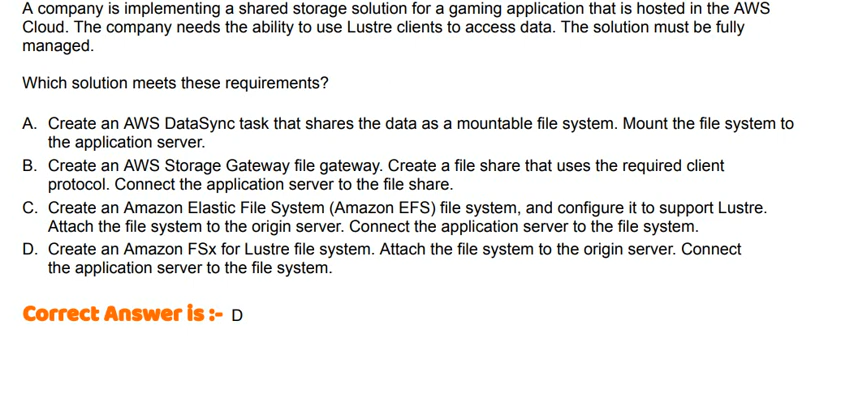 A company is implementing a shared storage solution for a gaming application that is hosted in the AWS
Cloud. The company needs the ability to use Lustre clients to access data. The solution must be fully
managed.
Which solution meets these requirements?
A. Create an AWS DataSync task that shares the data as a mountable file system. Mount the file system to
the application server.
B. Create an AWS Storage Gateway file gateway. Create a file share that uses the required client
protocol. Connect the application server to the file share.
C. Create an Amazon Elastic File System (Amazon EFS) file system, and configure it to support Lustre.
Attach the file system to the origin server. Connect the application server to the file system.
D. Create an Amazon FSx for Lustre file system. Attach the file system to the origin server. Connect
the application server to the file system.
Correct Answer is :- D